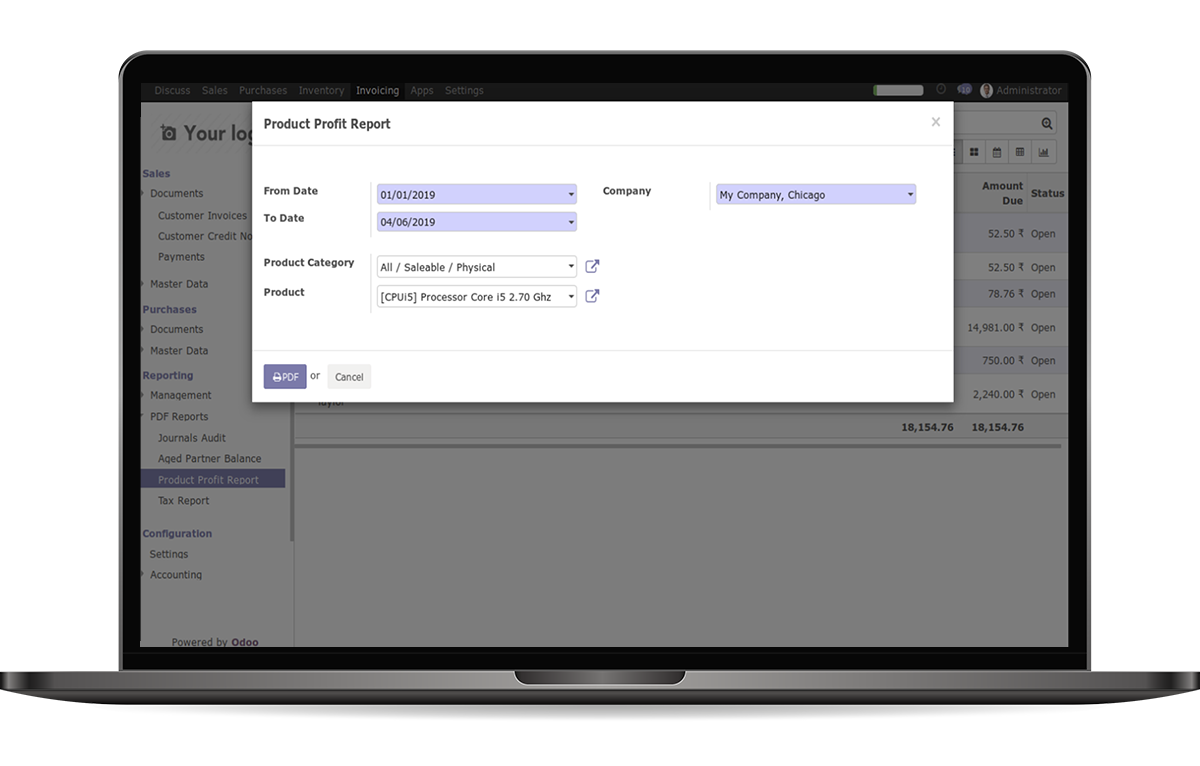 Discuss Sales Purchases Inventory Invoicing Apps Settings Administrator
Your log
Sales
Documents
Customer Invoices
Customer Credit No
Payments
Master Data
Purchases
Documents
Master Data
Reporting
Management
PDF Reports
Journals Audit
Aged Partner Balance
Product Profit Report
Tax Report
Configuration
Settings
Accounting
Powered by Odoo
Product Profit Report
x
From Date 01/01/2019 Company My Company, Chicago
To Date 04/06/2019
Product Category All / Saleable / Physical
Product [CPUi5] Processor Core i5 2.70 Ghz
PDF or Cancel
Amount Due Status
52.50 ₹ Open
52.50 ₹ Open
78.76 ₹ Open
14,981.00 ₹ Open
750.00 ₹ Open
2,240.00 ₹ Open
Taylor
18,154.76 18,154.76